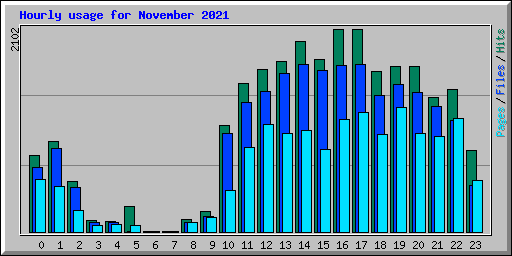 Hourly usage for November 2021
2102
Pages/Files/Hits
0 1 2 3 4 5 6 7 8 9 10 11 12 13 14 15 16 17 18 19 20 21 22 23